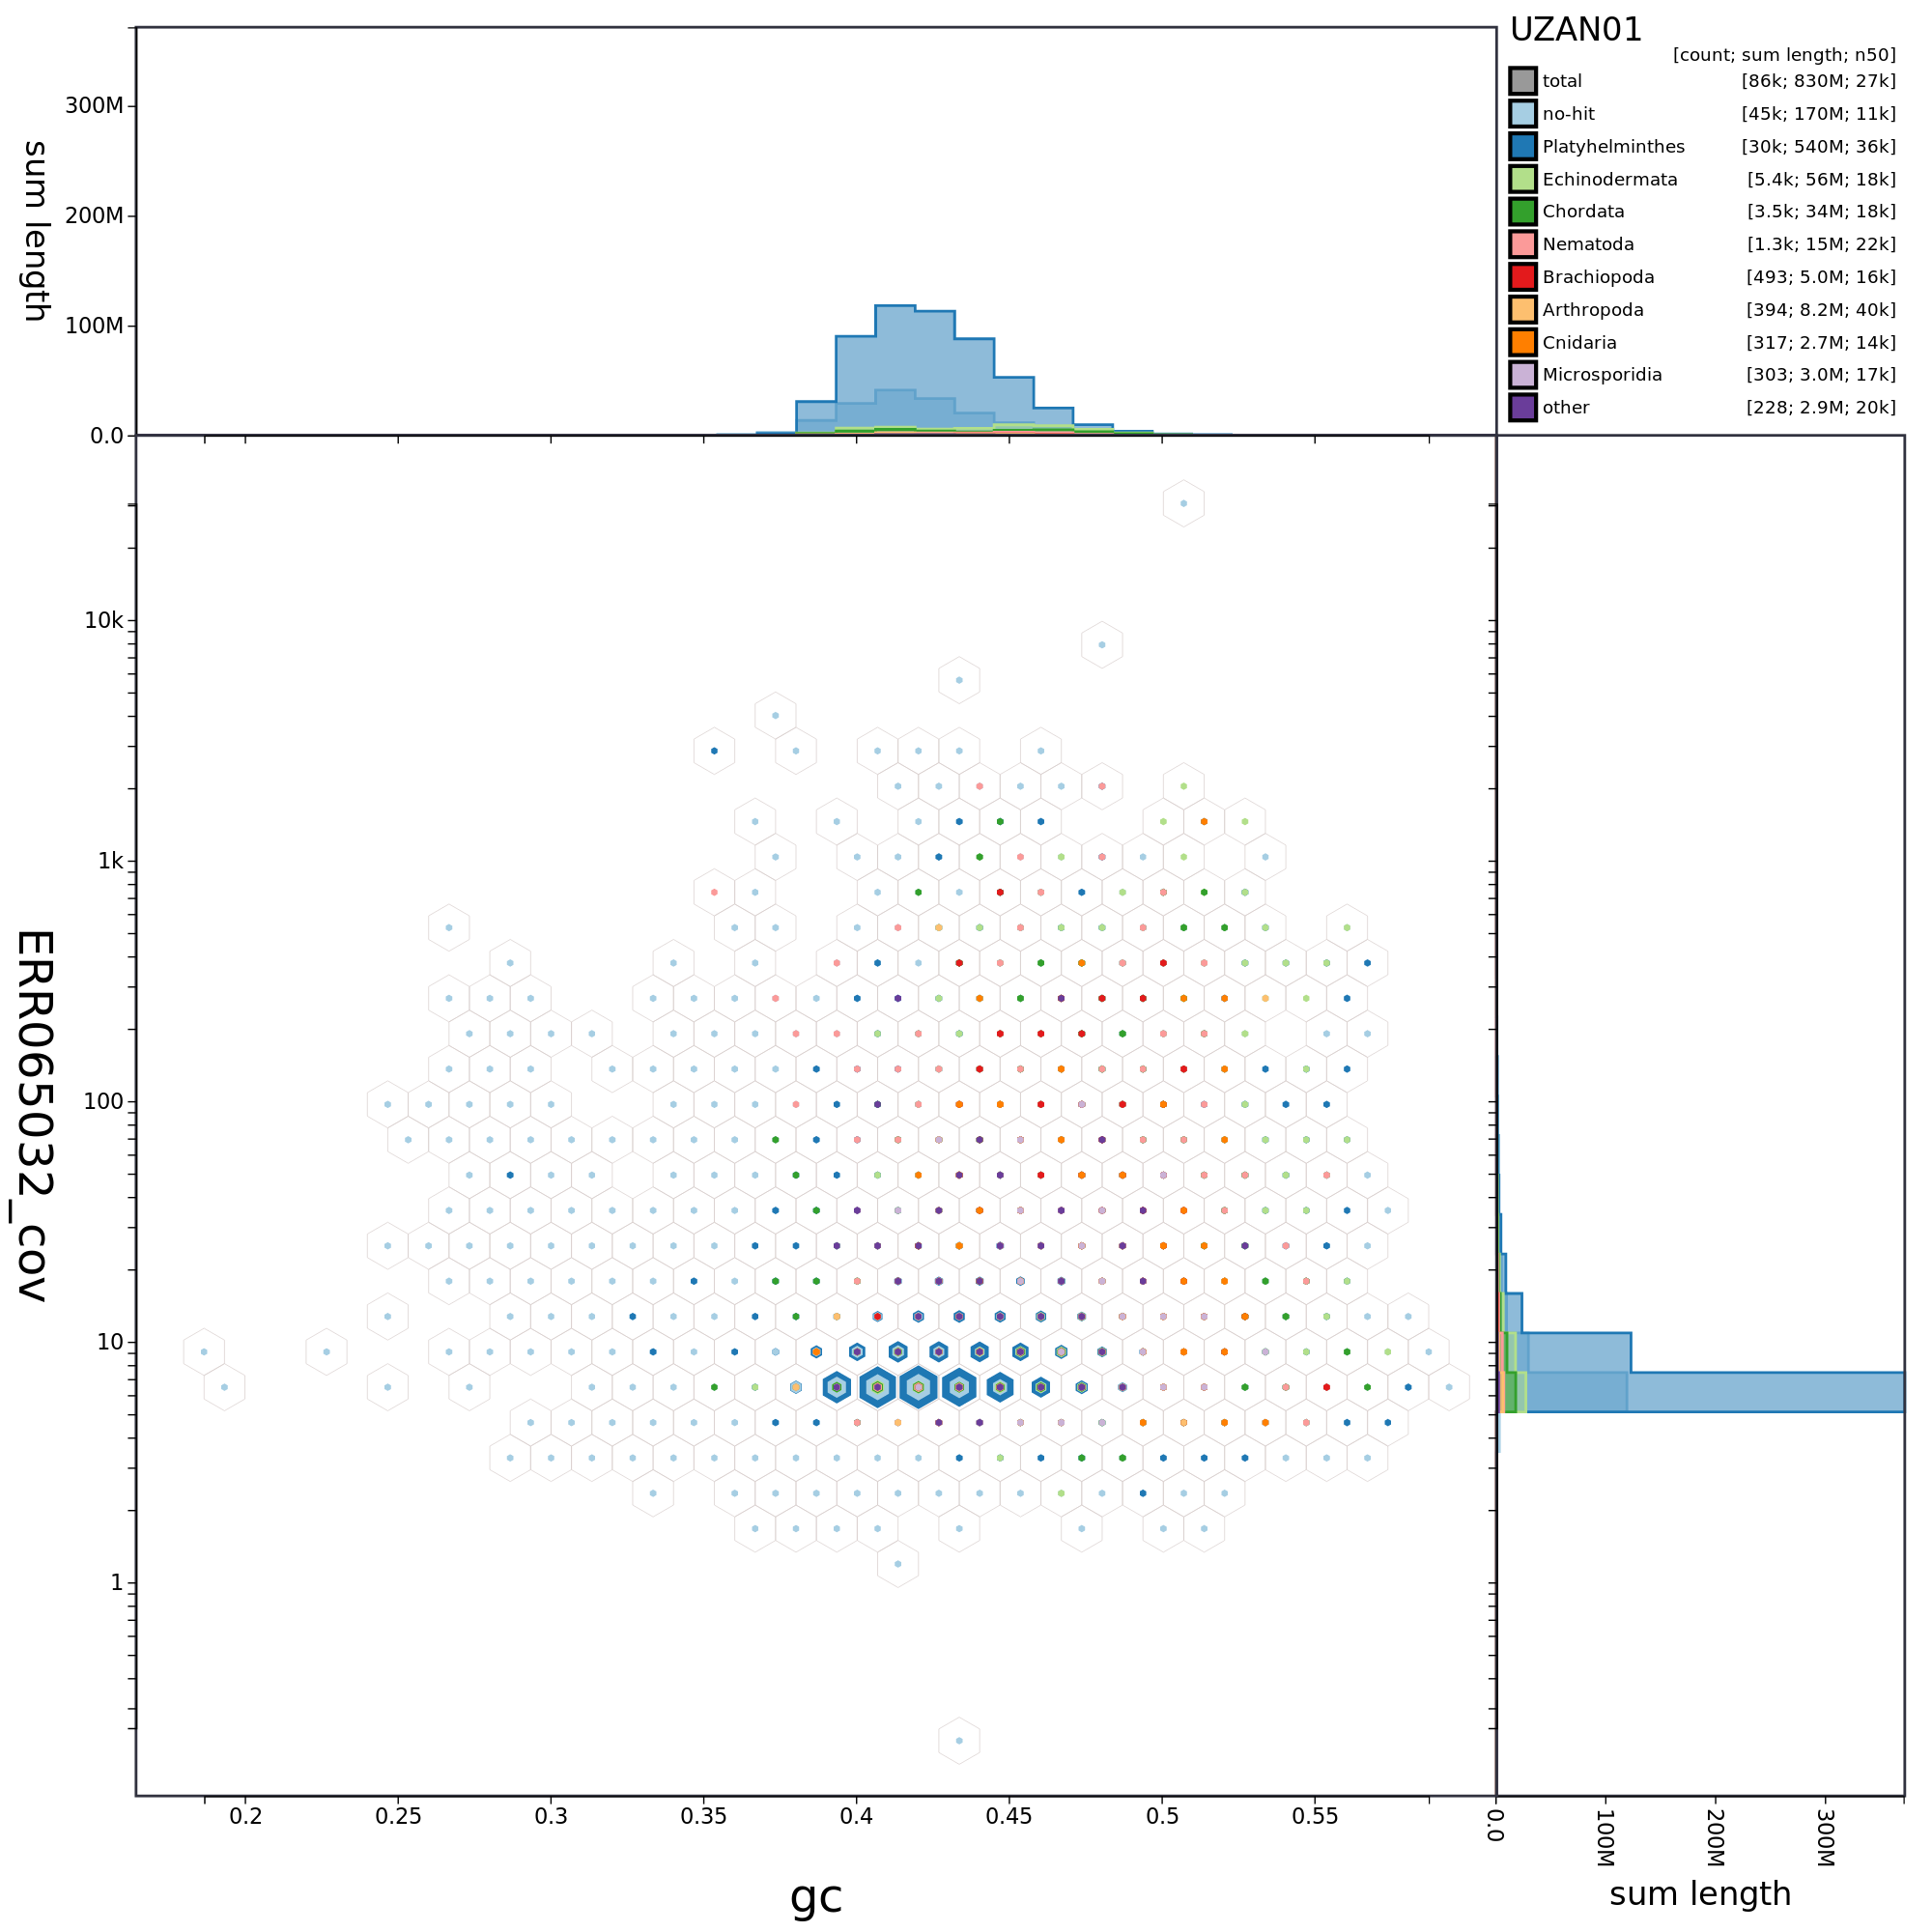 UZAN01
[count; sum length; n50]
total [86k; 830M; 27k]
no-hit [45k; 170M; 11k]
Platyhelminthes [30k; 540M; 36k]
Echinodermata [5.4k; 56M; 18k]
Chordata [3.5k; 34M; 18k]
Nematoda [1.3k; 15M; 22k]
Brachiopoda [493; 5.0M; 16k]
Arthropoda [394; 8.2M; 40k]
Cnidaria [317; 2.7M; 14k]
Microsporidia [303; 3.0M; 17k]
other [228; 2.9M; 20k]
sum length
300M
200M
100M
0.0
ERR065032_cov
10k
1k
100
10
1
0.2 0.25 0.3 0.35 0.4 0.45 0.5 0.55
gc
0.0 100M 200M 300M
sum length